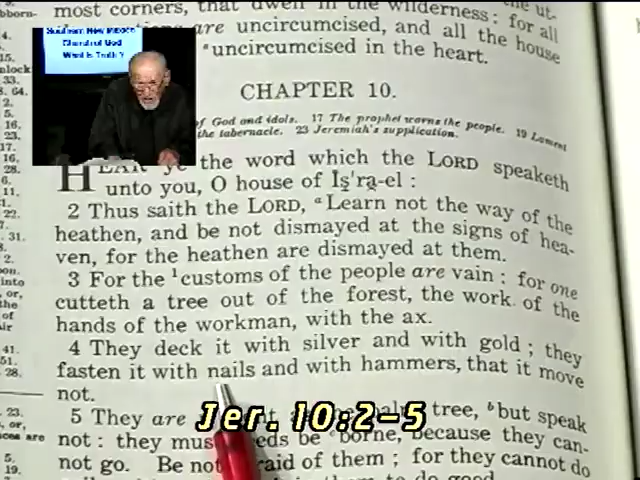 most corners, that dwell in the wilderness : for all
are uncircumcised, and all the house
uncircumcised in the heart.
CHAPTER 10.
Southern New Mexico
Church of God
What Is Truth?
of God and idols. 17 The prophet warns the people. 19 Lament
the tabernacle. 23 Jeremiah's supplication.
HEAR ye the word which the LORD speaketh
unto you, O house of Iş'ra-el :
2 Thus saith the LORD, a Learn not the way of the
heathen, and be not dismayed at the signs of hea-
ven, for the heathen are dismayed at them.
3 For the 1 customs of the people are vain : for one
cutteth a tree out of the forest, the work of the
hands of the workman, with the ax.
4 They deck it with silver and with gold ; they
fasten it with nails and with hammers, that it move
not.
Jer. 10:2-5
5 They are tree, b but speak
not : they must be borne, because they can-
not go. Be not of them ; for they cannot do